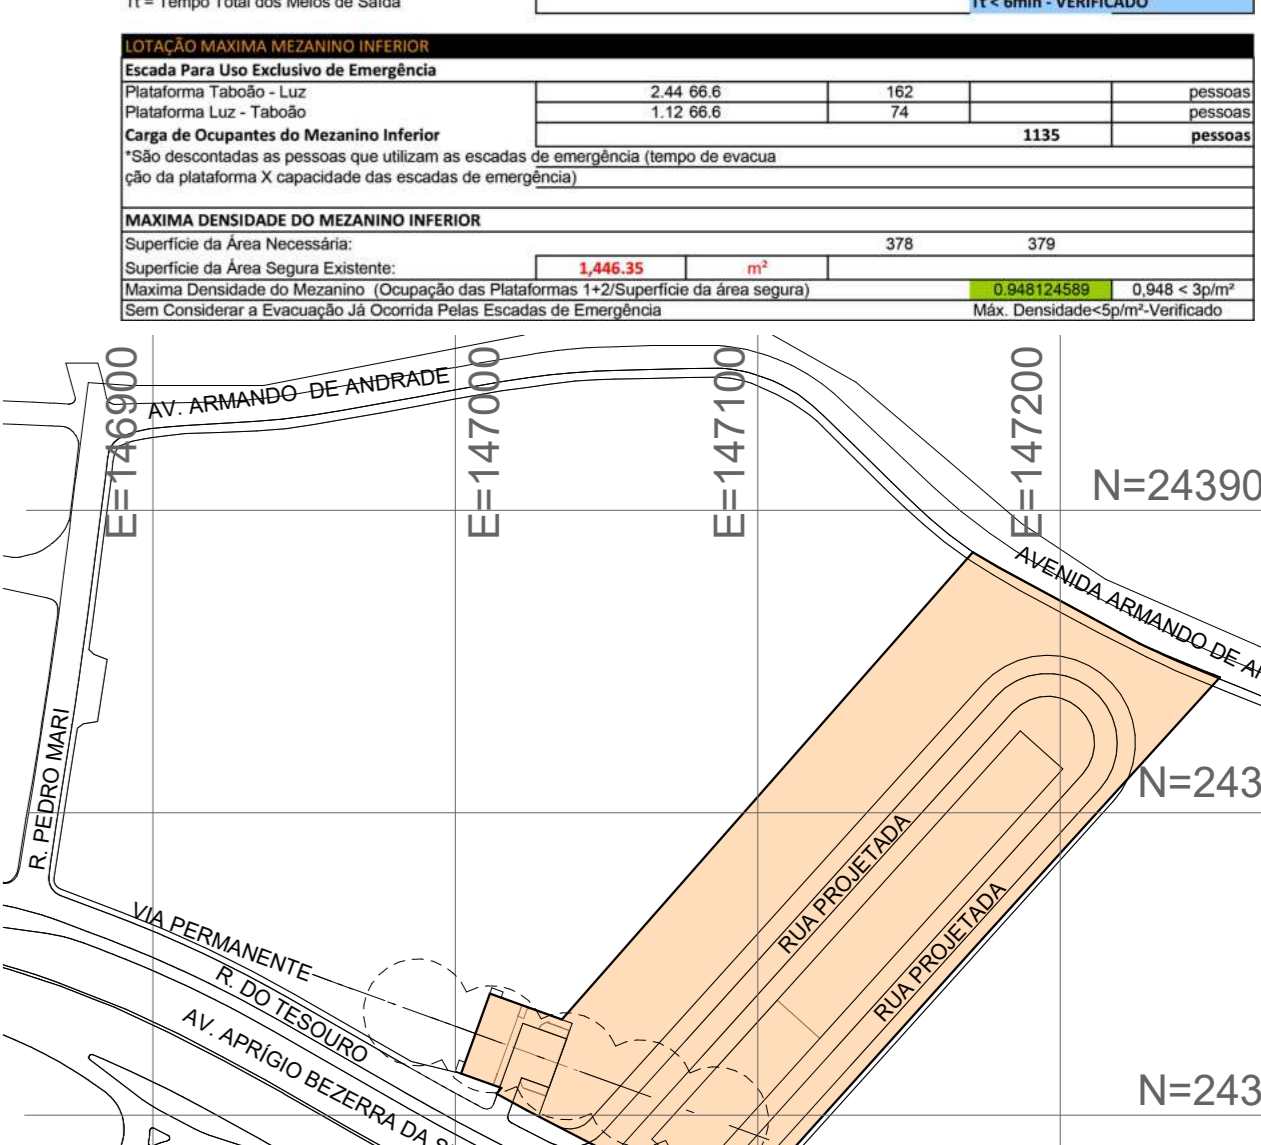 Tt = Tempo Total dos Meios de Saída Tt < 6min - VERIFICADO
LOTAÇÃO MAXIMA MEZANINO INFERIOR
Escada Para Uso Exclusivo de Emergência
Plataforma Taboão - Luz 2.44 66.6 162 pessoas
Plataforma Luz - Taboão 1.12 66.6 74 pessoas
Carga de Ocupantes do Mezanino Inferior 1135 pessoas
*São descontadas as pessoas que utilizam as escadas de emergência (tempo de evacua
ção da plataforma X capacidade das escadas de emergência)
MAXIMA DENSIDADE DO MEZANINO INFERIOR
Superfície da Área Necessária: 378 379
Superfície da Área Segura Existente: 1,446.35 m²
Maxima Densidade do Mezanino (Ocupação das Plataformas 1+2/Superfície da área segura) 0.948124589 0,948 < 3p/m²
Sem Considerar a Evacuação Já Ocorrida Pelas Escadas de Emergência Máx. Densidade<5p/m²-Verificado
E=146900
E=147000
E=147100
E=147200
AV. ARMANDO DE ANDRADE
N=24390
AVENIDA ARMANDO DE A
R. PEDRO MARI
N=243
RUA PROJETADA
RUA PROJETADA
VIA PERMANENTE
R. DO TESOURO
AV. APRÍGIO BEZERRA DA S
N=243